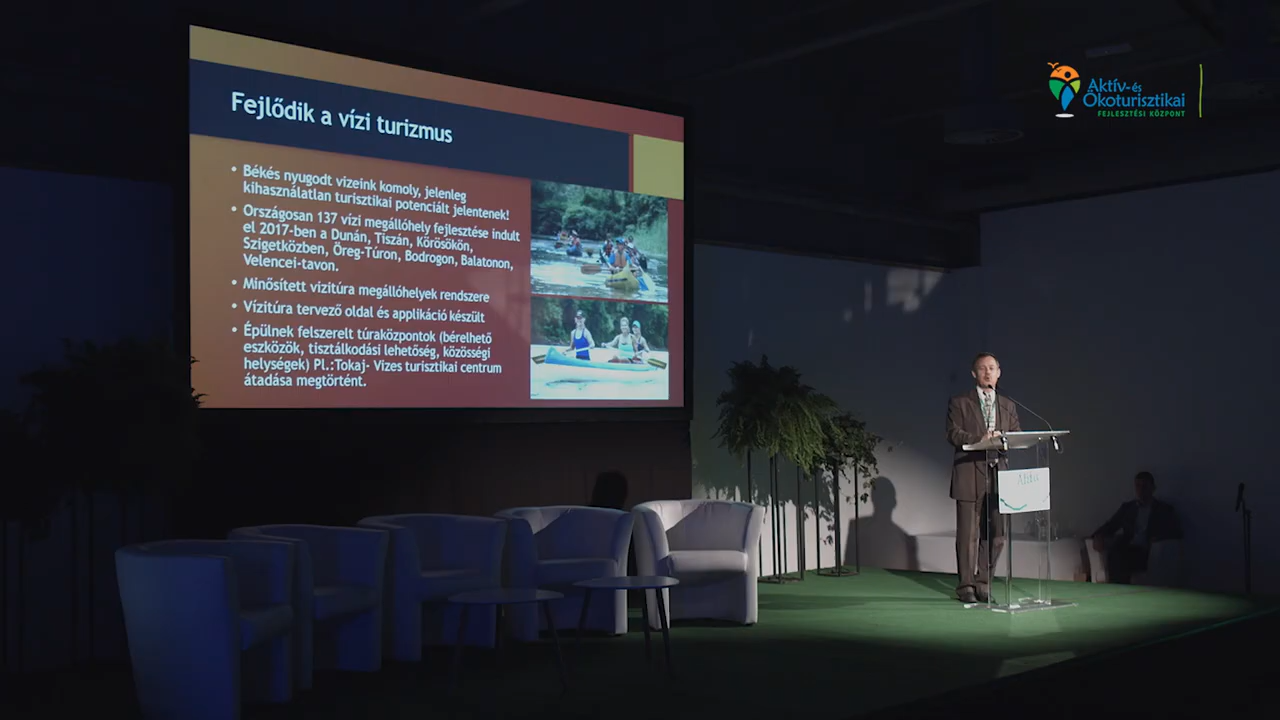 Fejlődik a vízi turizmus
• Békés nyugodt vizeink komoly, jelenleg
kihasználatlan turisztikai potenciált jelentenek!
• Országosan 137 vízi megállóhely fejlesztése indult
el 2017-ben a Dunán, Tiszán, Körösökön,
Szigetközben, Öreg-Túron, Bodrogon, Balatonon,
Velencei-tavon.
• Minősített vízitúra megállóhelyek rendszere
• Vízitúra tervező oldal és applikáció készült
• Épülnek felszerelt túraközpontok (bérelhető
eszközök, tisztálkodási lehetőség, közösségi
helységek) Pl.:Tokaj- Vizes turisztikai centrum
átadása megtörtént.
Aktív-és
Ökoturisztikai
FEJLESZTÉSI KÖZPONT